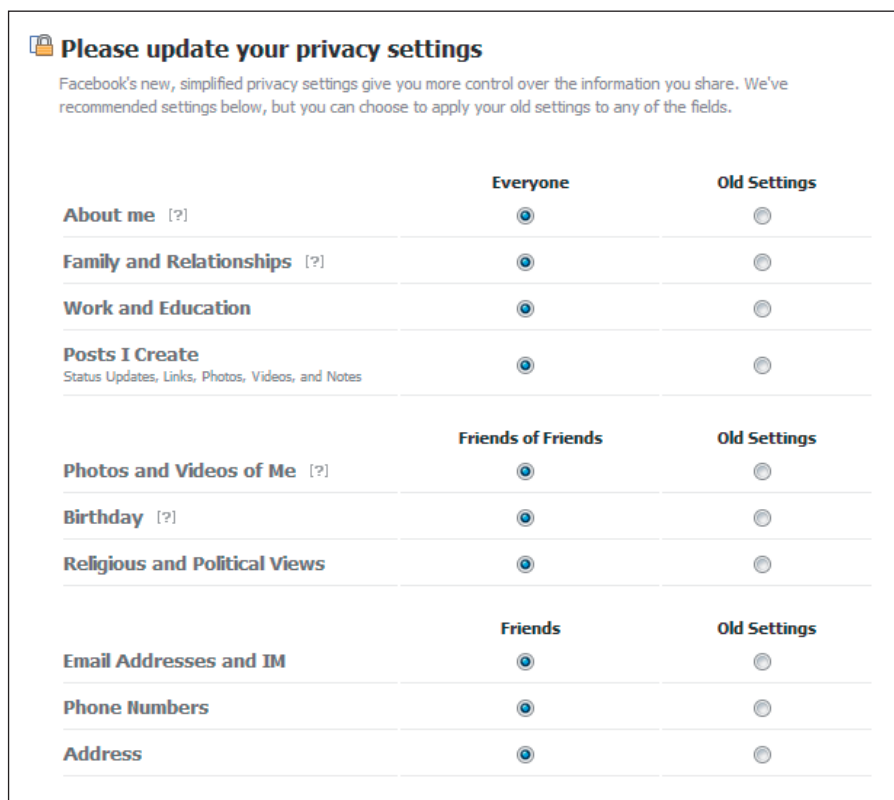 Please update your privacy settings
Facebook's new, simplified privacy settings give you more control over the information you share. We've
recommended settings below, but you can choose to apply your old settings to any of the fields.
Everyone Old Settings
About me [?]
Family and Relationships [?]
Work and Education
Posts I Create
Status Updates, Links, Photos, Videos, and Notes
Friends of Friends Old Settings
Photos and Videos of Me [?]
Birthday [?]
Religious and Political Views
Friends Old Settings
Email Addresses and IM
Phone Numbers
Address